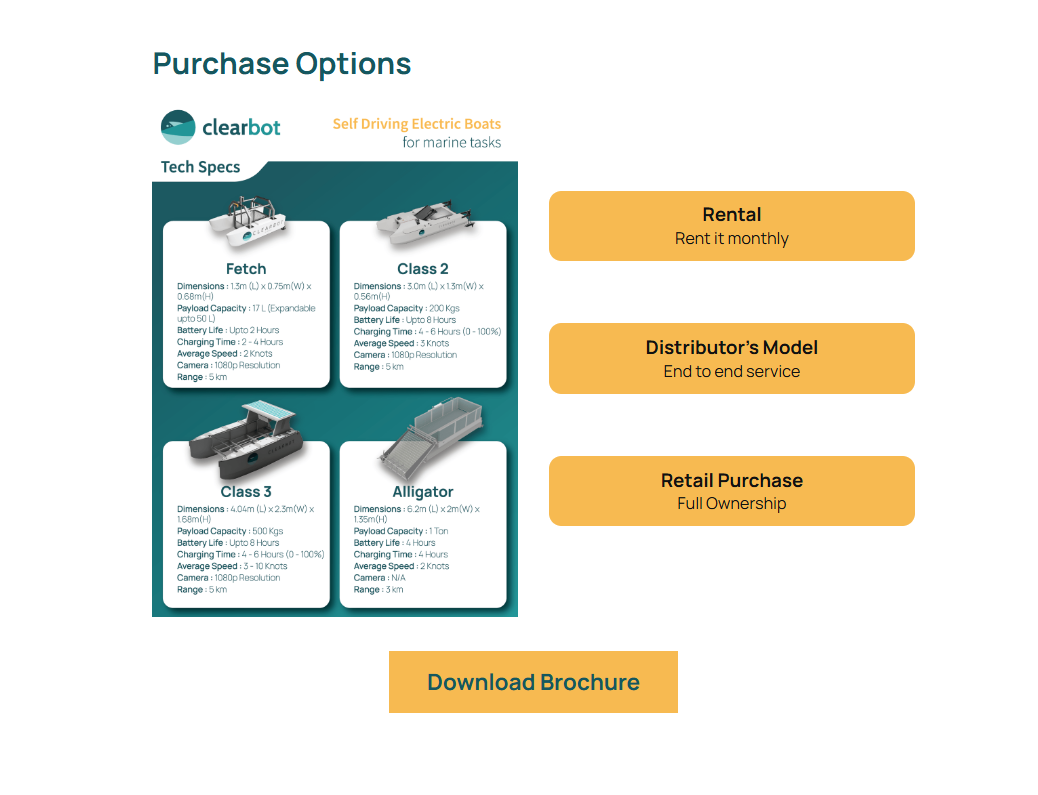 Purchase Options
clearbot
Self Driving Electric Boats
for marine tasks
Tech Specs
CLEARBOT
Fetch
Dimensions : 1.3m (L) x 0.75m(W) x
0.68m(H)
Payload Capacity : 17 L (Expandable
upto 50 L)
Battery Life : Upto 2 Hours
Charging Time : 2 - 4 Hours
Average Speed : 2 Knots
Camera : 1080p Resolution
Range : 5 km
Class 2
Dimensions : 3.0m (L) x 1.3m(W) x
0.56m(H)
Payload Capacity : 200 Kgs
Battery Life : Upto 8 Hours
Charging Time : 4 - 6 Hours (0 - 100%)
Average Speed : 3 Knots
Camera : 1080p Resolution
Range : 5 km
Class 3
Dimensions : 4.04m (L) x 2.3m(W) x
1.68m(H)
Payload Capacity : 500 Kgs
Battery Life : Upto 8 Hours
Charging Time : 4 - 6 Hours (0 - 100%)
Average Speed : 3 - 10 Knots
Camera : 1080p Resolution
Range : 5 km
Alligator
Dimensions : 6.2m (L) x 2m(W) x
1.35m(H)
Payload Capacity : 1 Ton
Battery Life : 4 Hours
Charging Time : 4 Hours
Average Speed : 2 Knots
Camera : N/A
Range : 3 km
Rental
Rent it monthly
Distributor's Model
End to end service
Retail Purchase
Full Ownership
Download Brochure